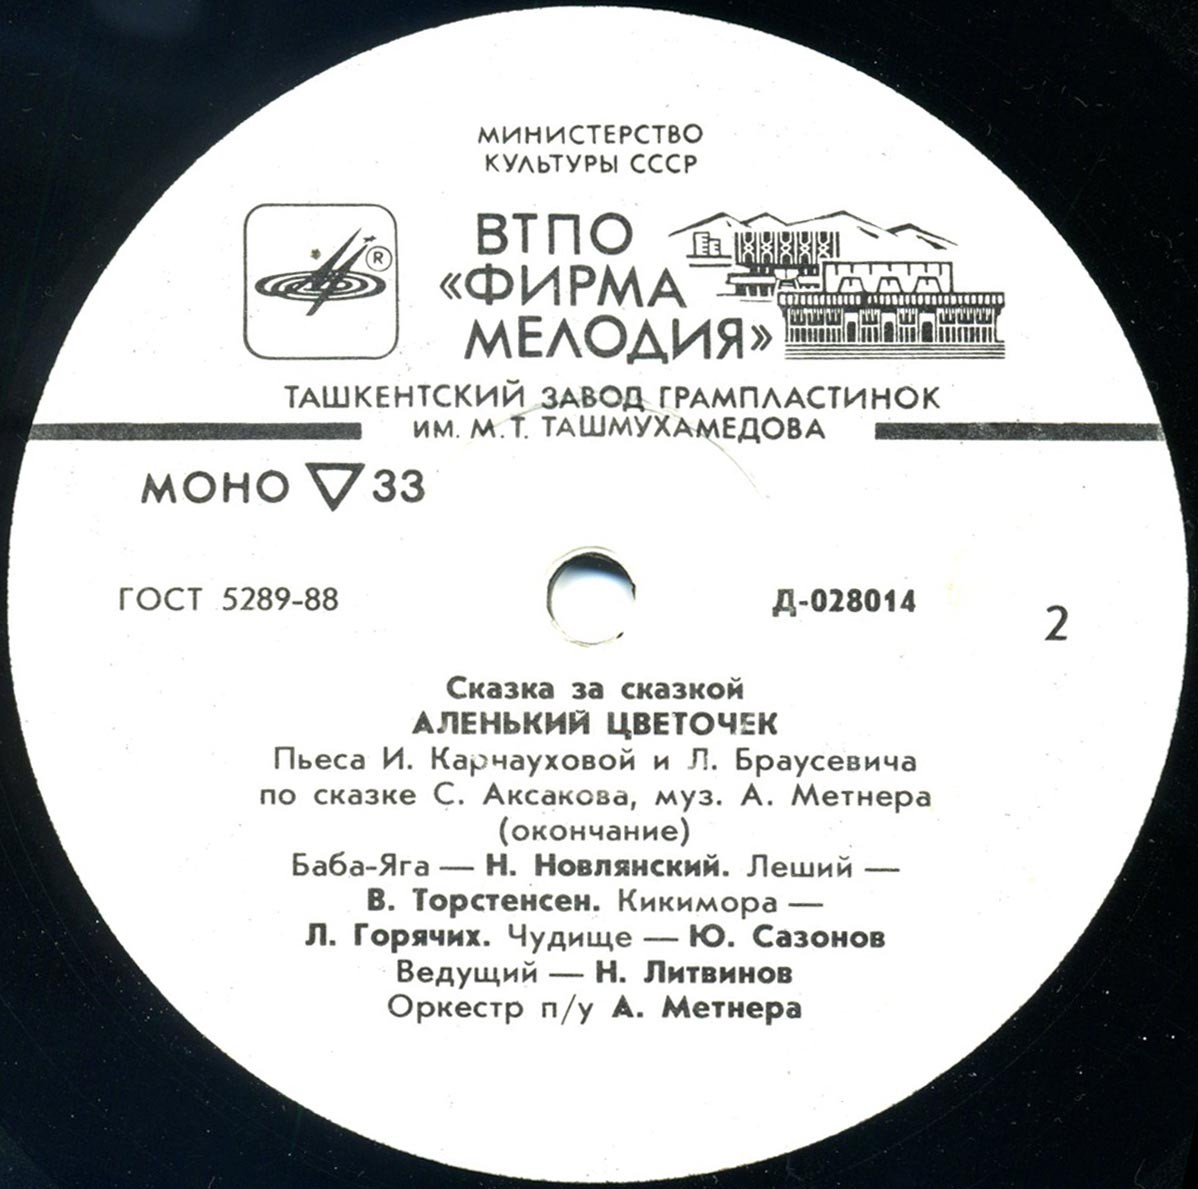 МИНИСТЕРСТВО
КУЛЬТУРЫ СССР
ВТПО
«ФИРМА
МЕЛОДИЯ»
®
ТАШКЕНТСКИЙ ЗАВОД ГРАМПЛАСТИНОК
ИМ. М.Т. ТАШМУХАМЕДОВА
МОНО ▽ 33
ГОСТ 5289-88
Д-028014
2
Сказка за сказкой
АЛЕНЬКИЙ ЦВЕТОЧЕК
Пьеса И. Карнауховой и Л. Браусевича
по сказке С. Аксакова, муз. А. Метнера
(окончание)
Баба-Яга — Н. Новлянский. Леший —
В. Торстенсен. Кикимора —
Л. Горячих. Чудище — Ю. Сазонов
Ведущий — Н. Литвинов
Оркестр п/у А. Метнера